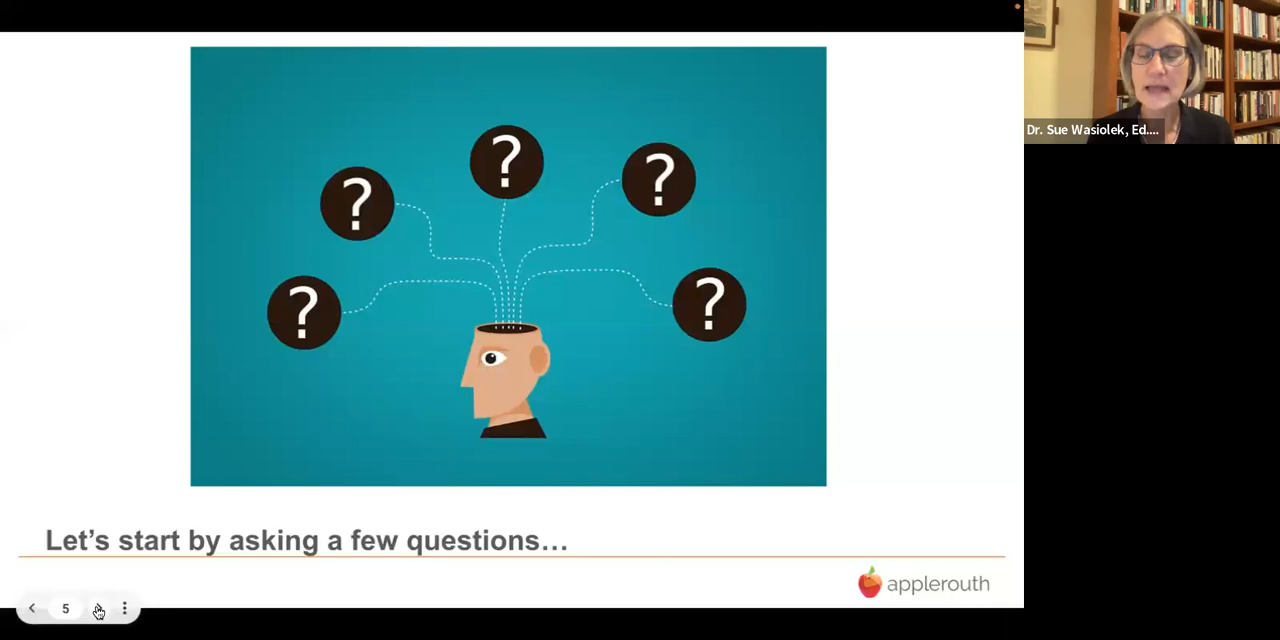 Dr. Sue Wasiolek, Ed....
?
?
?
?
?
Let’s start by asking a few questions…
applerouth
5